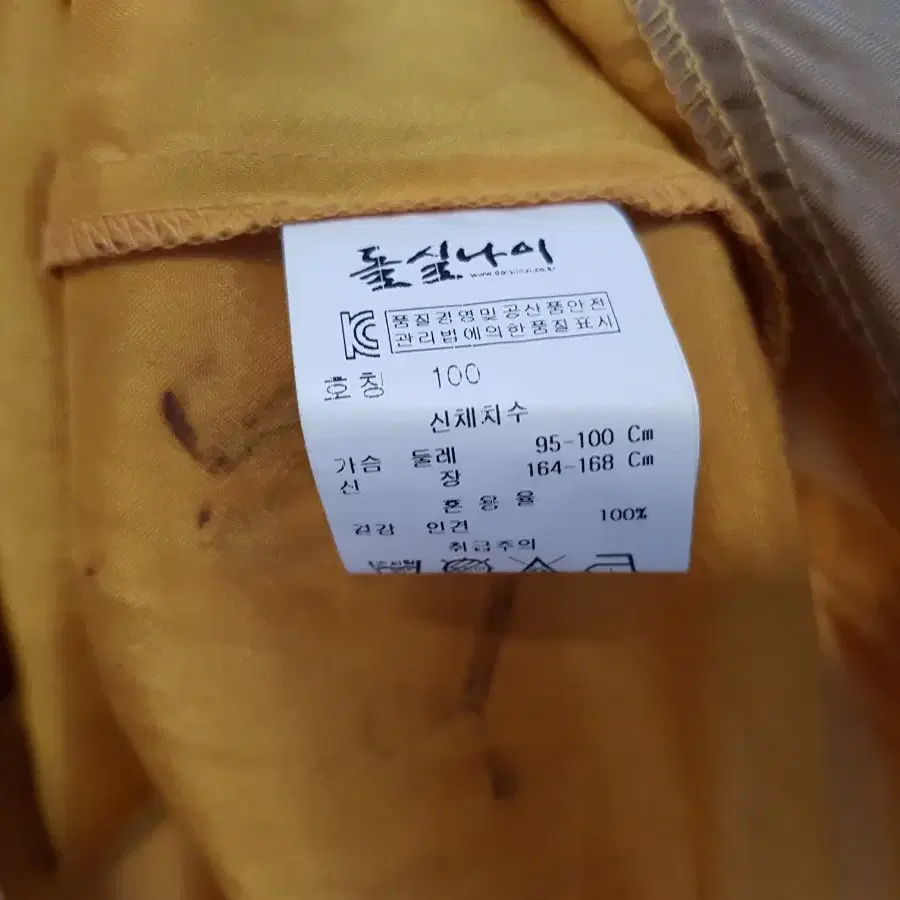 돌실나이
www.dolsilnai.co.kr
품질경영및공산품안전
관리법에의한품질표시
호칭 100
신체치수
가슴 둘레 95-100 Cm
신 장 164-168 Cm
혼 용 율
겉감 인견 100%
취급주의